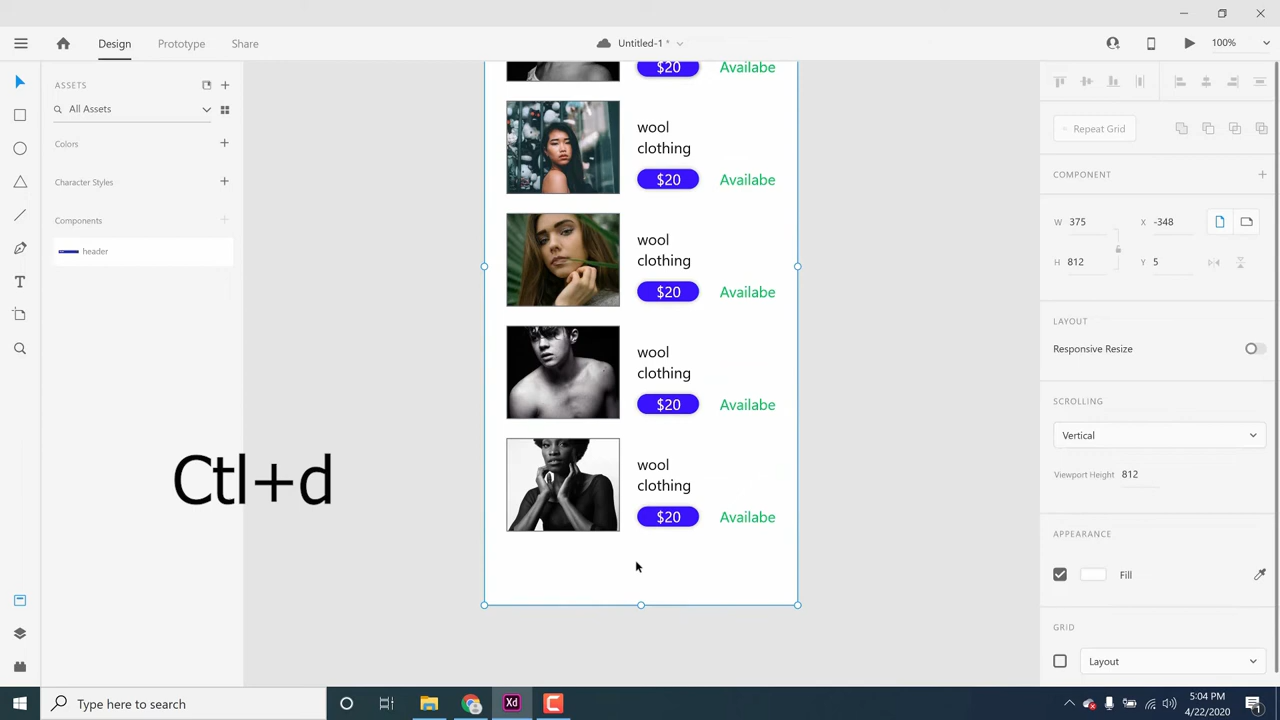 Design
Prototype
Share
Untitled-1 *
100%
ASSETS
All Assets
Colors
Character Styles
Components
header
$20
Availabe
wool
clothing
$20
Availabe
wool
clothing
$20
Availabe
wool
clothing
$20
Availabe
wool
clothing
$20
Availabe
Ctl+d
Repeat Grid
COMPONENT
W 375
X -348
H 812
Y 5
LAYOUT
Responsive Resize
SCROLLING
Vertical
Viewport Height 812
APPEARANCE
Fill
GRID
Layout
Type here to search
Xd
5:04 PM
4/22/2020